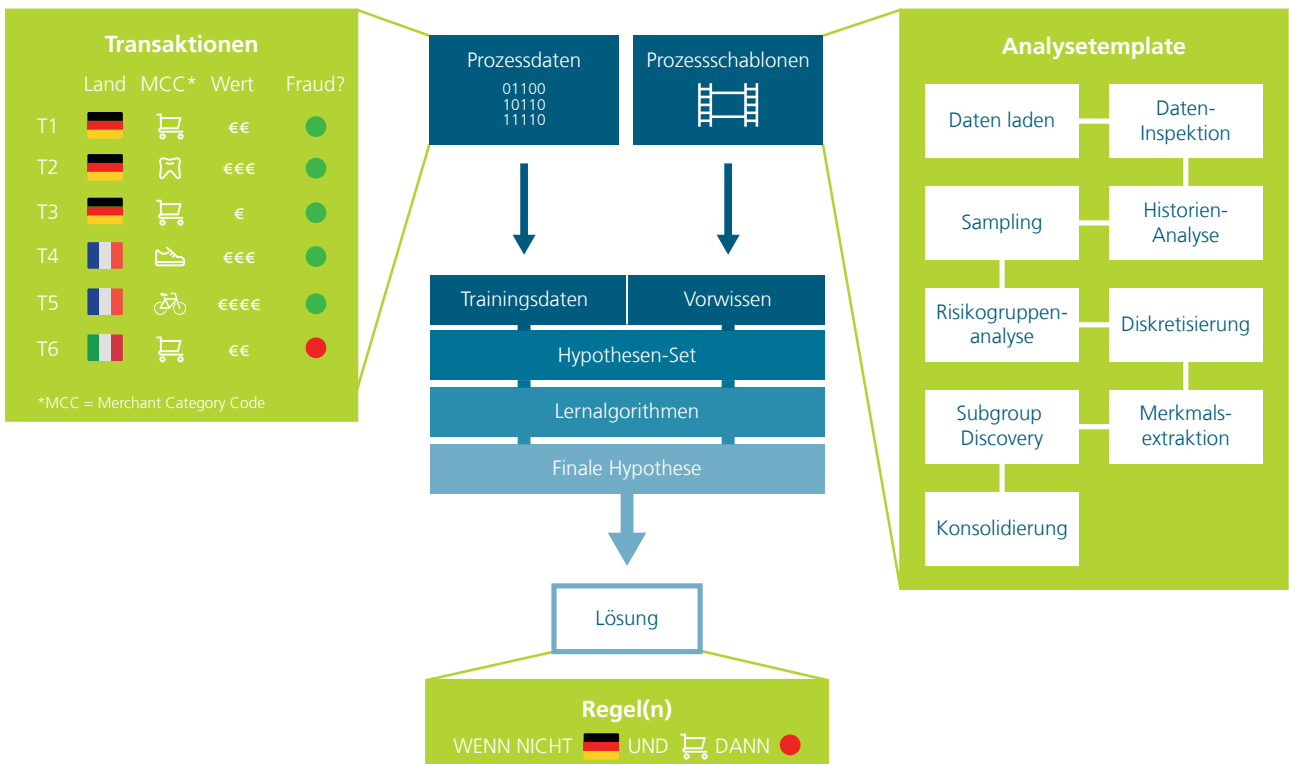 Transaktionen
Land MCC* Wert Fraud?
T1 €€
T2 €€€
T3 €
T4 €€€
T5 €€€€
T6 €€
*MCC = Merchant Category Code
Prozessdaten
01100
10110
11110
Prozessschablonen
Trainingsdaten
Vorwissen
Hypothesen-Set
Lernalgorithmen
Finale Hypothese
Lösung
Regel(n)
WENN NICHT UND DANN
Analysetemplate
Daten laden
Daten-
Inspektion
Sampling
Historien-
Analyse
Risikogruppen-
analyse
Diskretisierung
Subgroup
Discovery
Merkmals-
extraktion
Konsolidierung